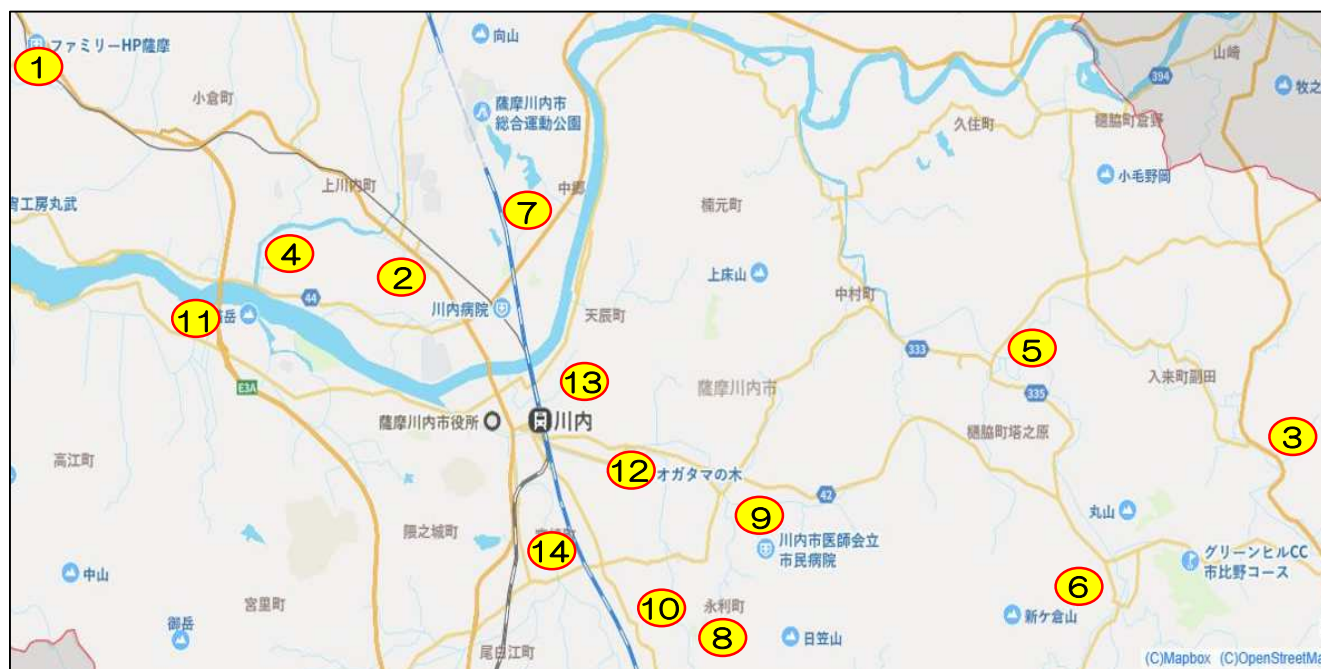 ファミリーHP薩摩
向山
山崎
394
牧之
1
小倉町
薩摩川内市
総合運動公園
久住町
樋脇町倉野
小毛野岡
上川内町
中郷
楠元町
工房丸武
7
4
2
上床山
中村町
44
川内病院
天辰町
11
岳
333
5
E3A
13
薩摩川内市
335
入来町副田
薩摩川内市役所
川内
樋脇町塔之原
3
高江町
12
オガタマの木
42
9
丸山
隈之城町
14
川内市医師会立
市民病院
グリーンヒルCC
市比野コース
中山
6
宮里町
10
永利町
新ケ倉山
御岳
8
日笠山
尾白江町
(C)Mapbox (C)OpenStreetMa